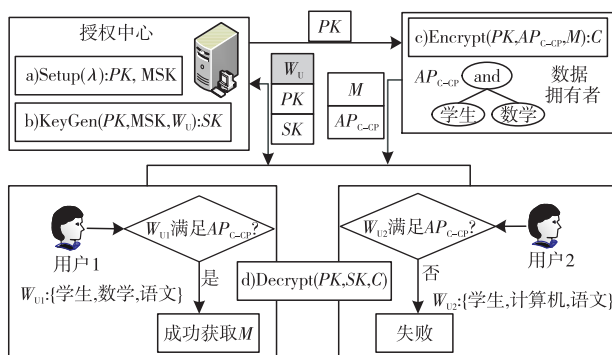 授权中心
a)Setup(λ):PK, MSK
b)KeyGen(PK,MSK,W_U):SK
PK
W_U
PK
SK
M
AP_C-CP
c)Encrypt(PK,AP_C-CP,M):C
AP_C-CP
and
学生
数学
数据
拥有者
用户1
W_U1满足AP_C-CP?
是
W_U1:{学生,数学,语文}
成功获取M
d)Decrypt(PK,SK,C)
W_U2满足AP_C-CP?
用户2
否
W_U2:{学生,计算机,语文}
失败